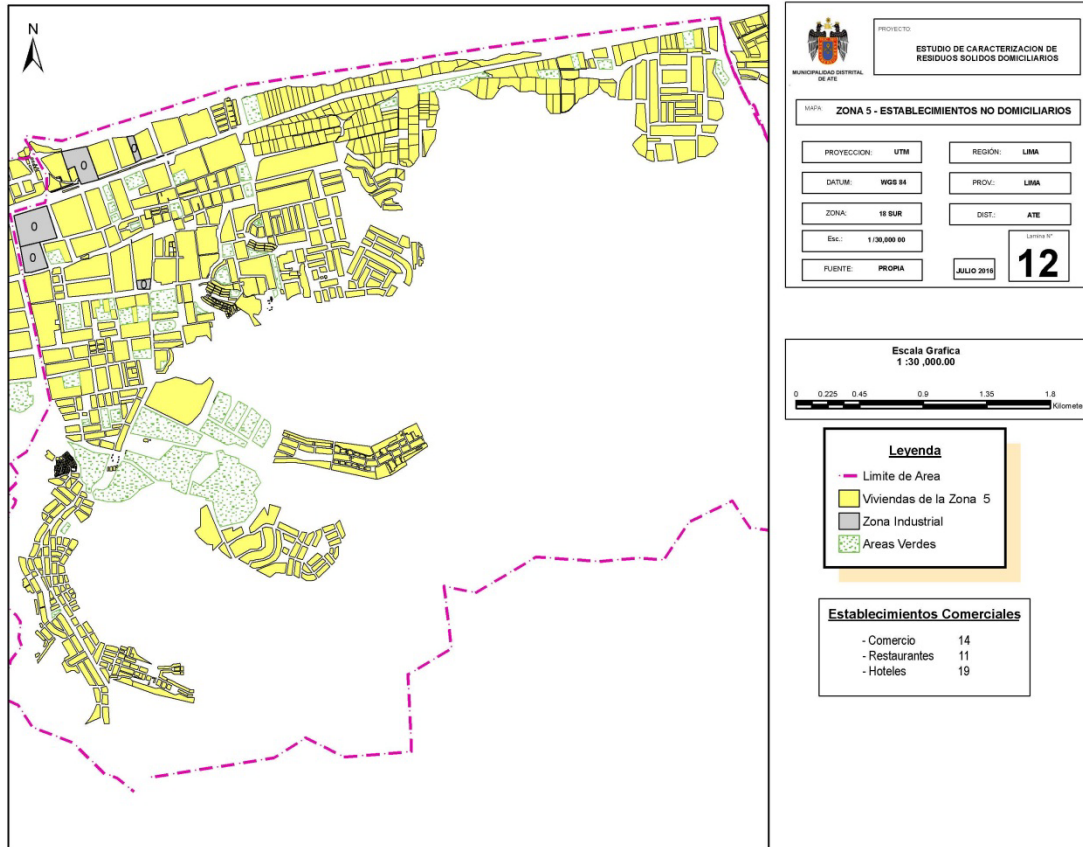 N
MUNICIPALIDAD DISTRITAL
DE ATE
PROYECTO:
ESTUDIO DE CARACTERIZACION DE
RESIDUOS SOLIDOS DOMICILIARIOS
MAPA: ZONA 5 - ESTABLECIMIENTOS NO DOMICILIARIOS
PROYECCION: UTM
REGIÓN: LIMA
DATUM: WGS 84
PROV.: LIMA
ZONA: 18 SUR
DIST.: ATE
Esc.: 1/30,000 00
Lamina N°
12
FUENTE: PROPIA
JULIO 2016
Escala Grafica
1 :30 ,000.00
0 0.225 0.45 0.9 1.35 1.8
Kilomete
Leyenda
Limite de Area
Viviendas de la Zona 5
Zona Industrial
Areas Verdes
Establecimientos Comerciales
- Comercio 14
- Restaurantes 11
- Hoteles 19